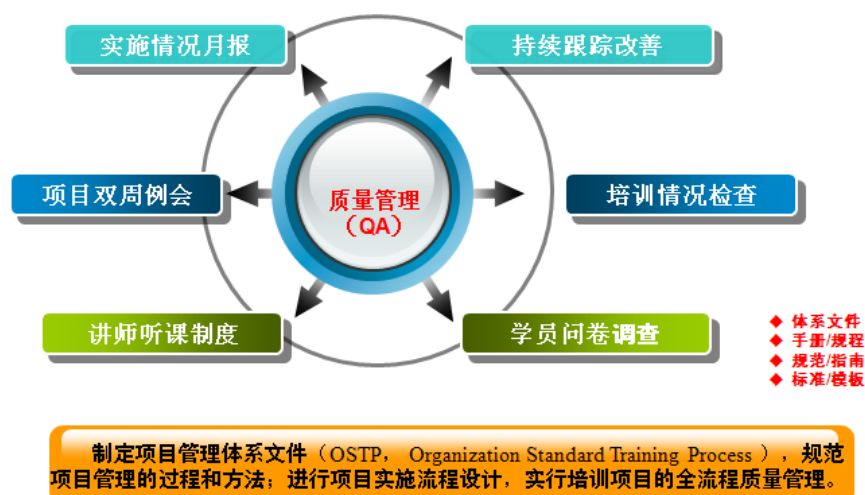 实施情况月报
持续跟踪改善
项目双周例会
质量管理
（QA）
培训情况检查
讲师听课制度
学员问卷调查
◆ 体系文件
◆ 手册/规程
◆ 规范/指南
◆ 标准/模板
制定项目管理体系文件（OSTP， Organization Standard Training Process ），规范
项目管理的过程和方法；进行项目实施流程设计，实行培训项目的全流程质量管理。